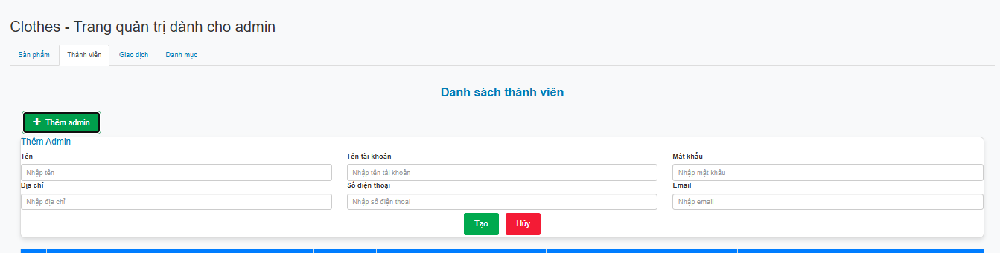 Clothes - Trang quản trị dành cho admin
Sản phẩm Thành viên Giao dịch Danh mục
Danh sách thành viên
+ Thêm admin
Thêm Admin
Tên Tên tài khoản Mật khẩu
Nhập tên Nhập tên tài khoản Nhập mật khẩu
Địa chỉ Số điện thoại Email
Nhập địa chỉ Nhập số điện thoại Nhập email
Tạo Hủy